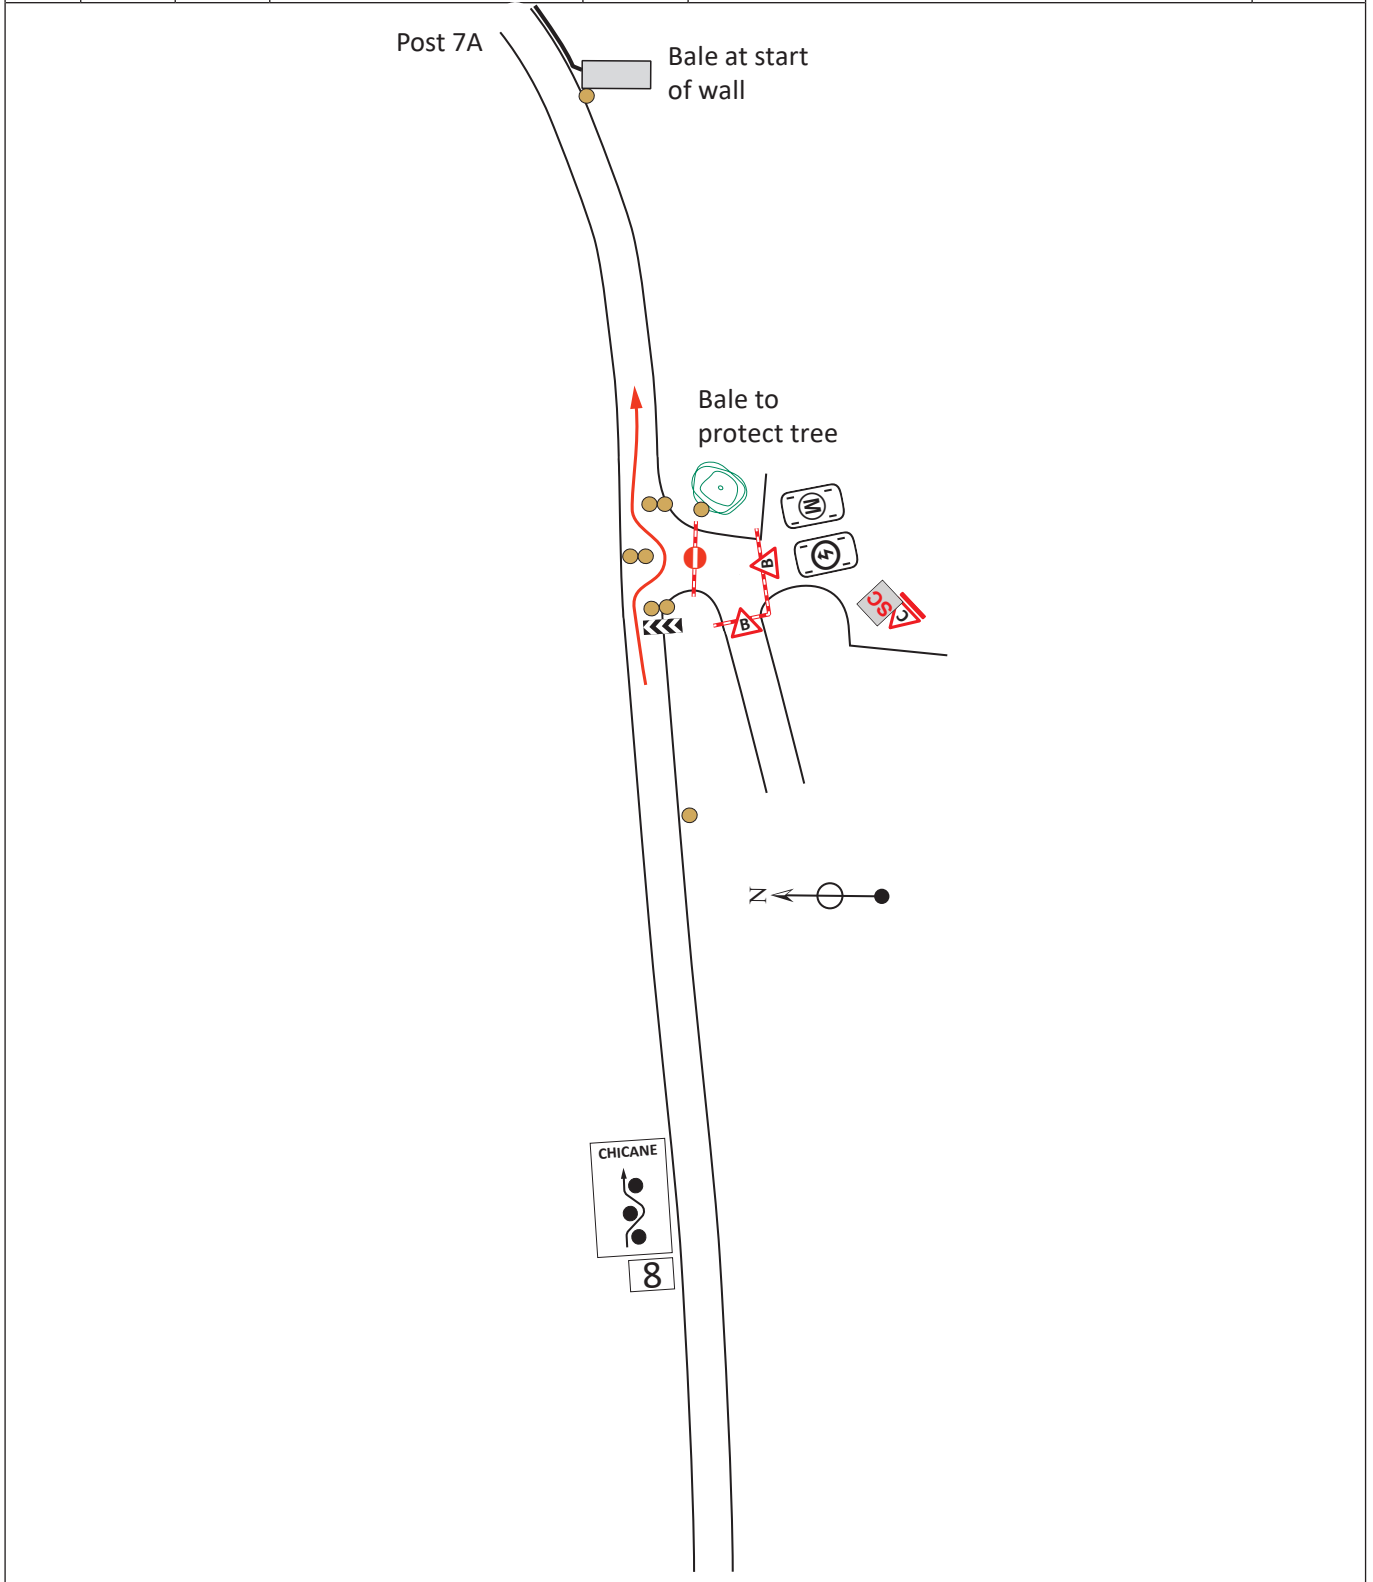 Post 7A
Bale at start
of wall
Bale to
protect tree
M
B
SC
C
B
N
CHICANE
8